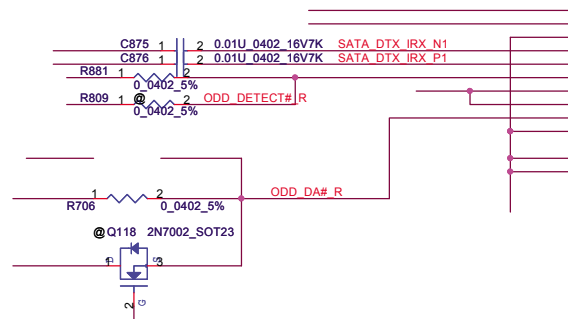 C875 1 2 0.01U_0402_16V7K SATA_DTX_IRX_N1
C876 1 2 0.01U_0402_16V7K SATA_DTX_IRX_P1
R881 1 2
0_0402_5%
R809 1 @ 2 ODD_DETECT#_R
0_0402_5%
1 2 ODD_DA#_R
R706 0_0402_5%
@ Q118 2N7002_SOT23
D 1 3 S
2 G